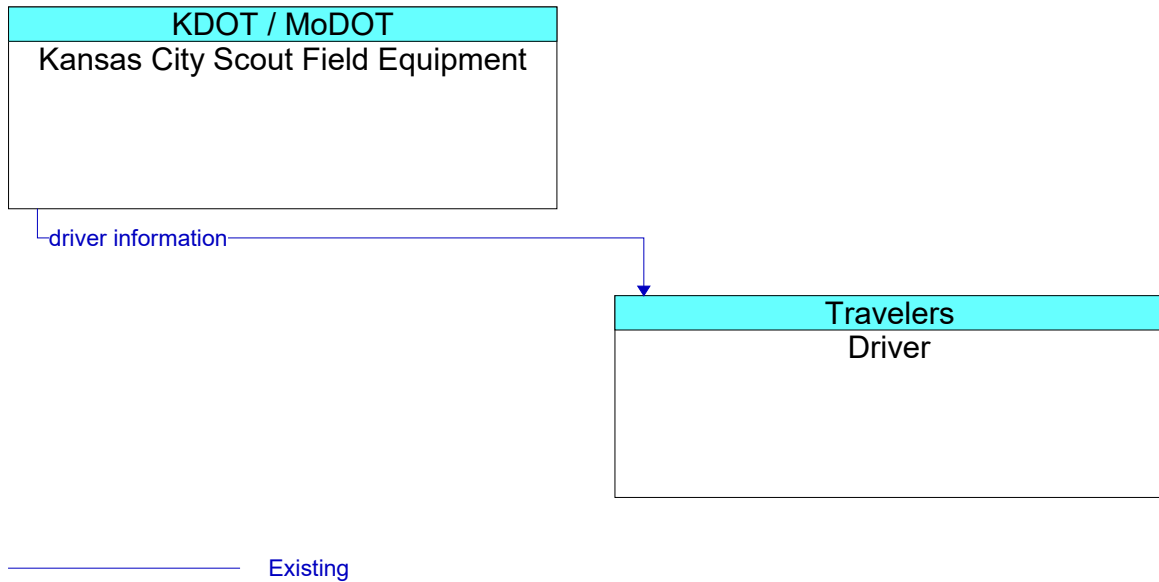 KDOT / MoDOT
Kansas City Scout Field Equipment
driver information
Travelers
Driver
Existing